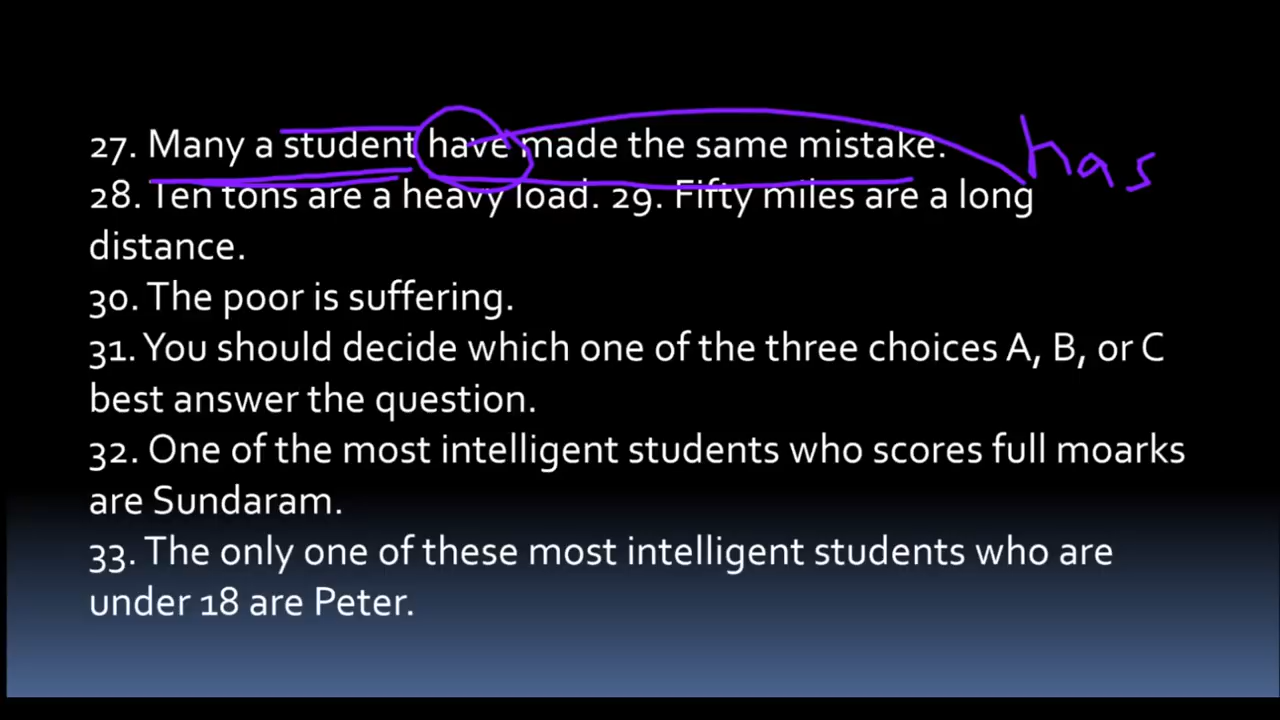 27. Many a student have made the same mistake.
has
28. Ten tons are a heavy load. 29. Fifty miles are a long
distance.
30. The poor is suffering.
31. You should decide which one of the three choices A, B, or C
best answer the question.
32. One of the most intelligent students who scores full moarks
are Sundaram.
33. The only one of these most intelligent students who are
under 18 are Peter.